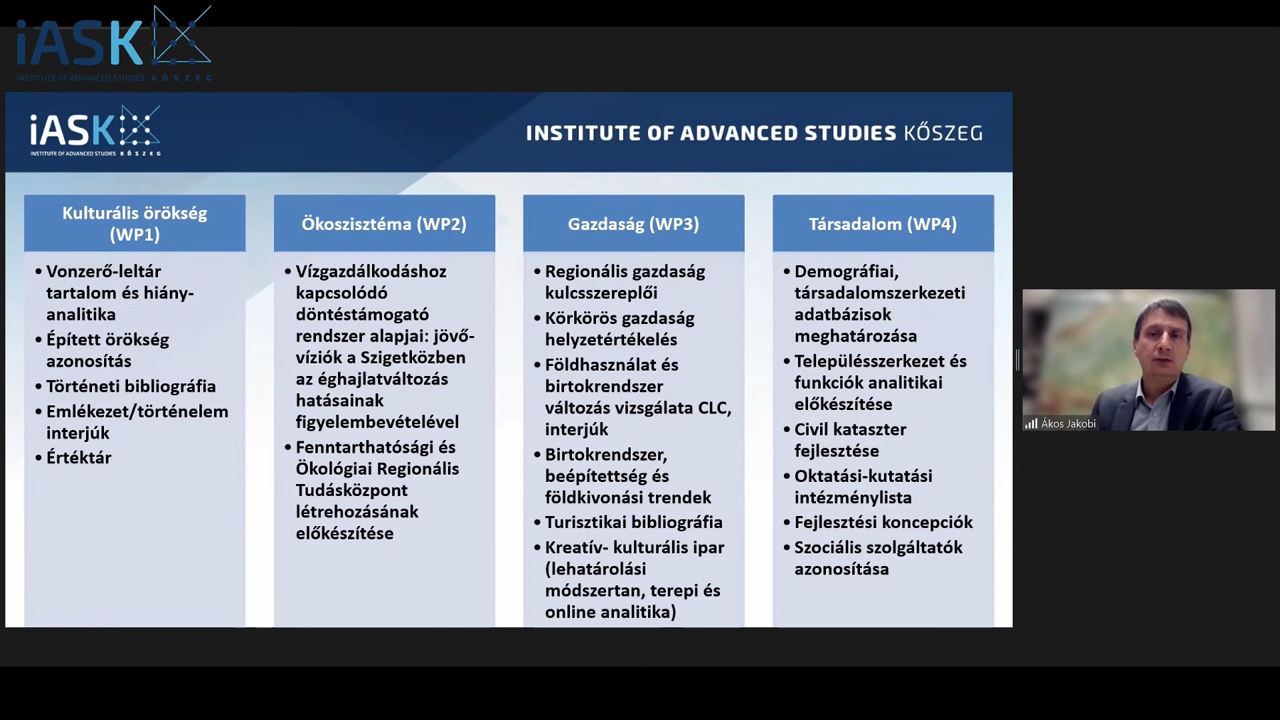 iASK
INSTITUTE OF ADVANCED STUDIES KŐSZEG
iASK
INSTITUTE OF ADVANCED STUDIES KŐSZEG
INSTITUTE OF ADVANCED STUDIES KŐSZEG
Kulturális örökség
(WP1)
• Vonzerő-leltár
tartalom és hiány-
analitika
• Épített örökség
azonosítás
• Történeti bibliográfia
• Emlékezet/történelem
interjúk
• Értéktár
Ökoszisztéma (WP2)
• Vízgazdálkodáshoz
kapcsolódó
döntéstámogató
rendszer alapjai: jövő-
víziók a Szigetközben
az éghajlatváltozás
hatásainak
figyelembevételével
• Fenntarthatósági és
Ökológiai Regionális
Tudásközpont
létrehozásának
előkészítése
Gazdaság (WP3)
• Regionális gazdaság
kulcsszereplői
• Körkörös gazdaság
helyzetértékelés
• Földhasználat és
birtokrendszer
változás vizsgálata CLC,
interjúk
• Birtokrendszer,
beépítettség és
földkivonási trendek
• Turisztikai bibliográfia
• Kreatív- kulturális ipar
(lehatárolási
módszertan, terepi és
online analitika)
Társadalom (WP4)
• Demográfiai,
társadalomszerkezeti
adatbázisok
meghatározása
• Településszerkezet és
funkciók analitikai
előkészítése
• Civil kataszter
fejlesztése
• Oktatási-kutatási
intézménylista
• Fejlesztési koncepciók
• Szociális szolgáltatók
azonosítása
Ákos Jakobi